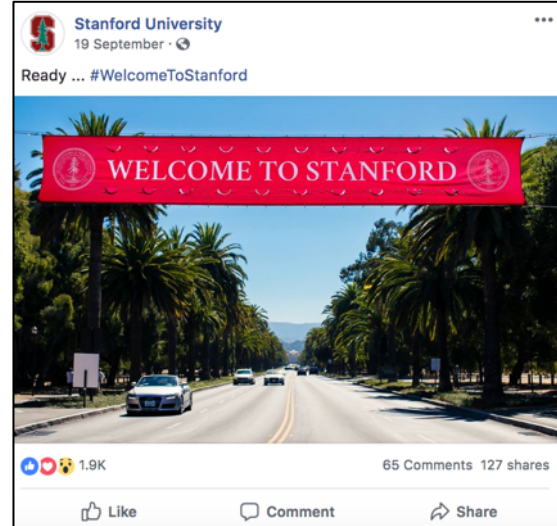 Stanford University
19 September
Ready ... #WelcomeToStanford
WELCOME TO STANFORD
1.9K
65 Comments 127 shares
Like Comment Share